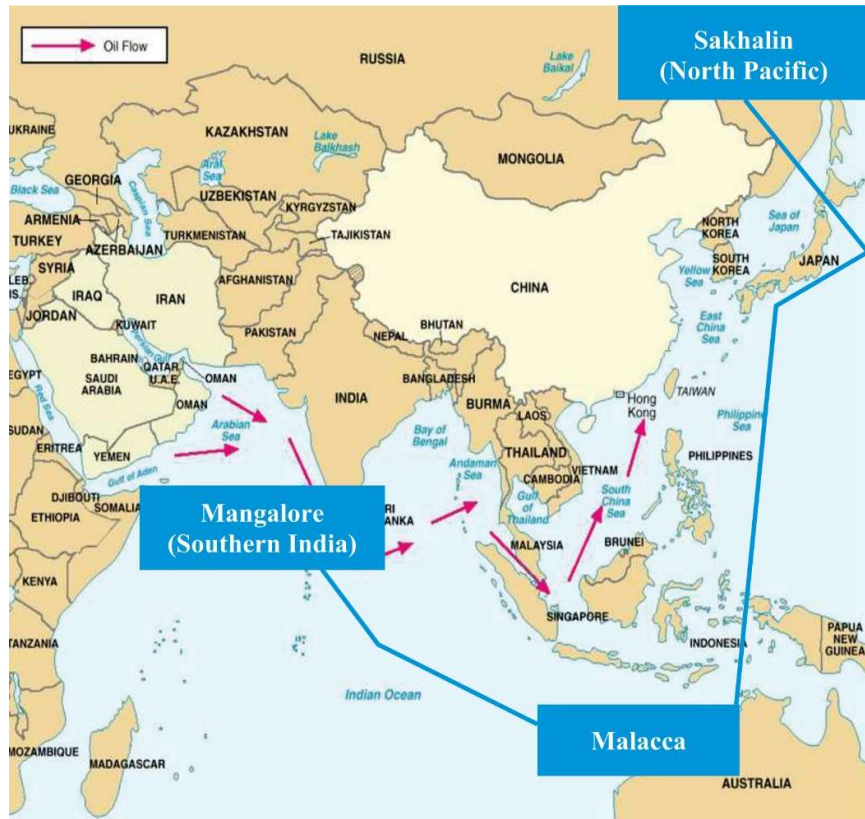 Oil Flow
Sakhalin
(North Pacific)
RUSSIA
Lake
Baikal
UKRAINE
KAZAKHSTAN
Lake
Balkhash
MONGOLIA
Aral
Sea
GEORGIA
Caspian Sea
UZBEKISTAN
Black Sea
KYRGYZSTAN
ARMENIA
AZERBAIJAN
TURKMENISTAN
TAJIKISTAN
TURKEY
NORTH
KOREA
Sea of
Japan
SYRIA
SOUTH
KOREA
JAPAN
LEB.
IS.
IRAQ
IRAN
AFGHANISTAN
CHINA
Yellow
Sea
JORDAN
KUWAIT
PAKISTAN
NEPAL
BHUTAN
East
China Sea
Persian Gulf
BAHRAIN
QATAR
U.A.E.
OMAN
EGYPT
SAUDI
ARABIA
OMAN
BANGLADESH
INDIA
BURMA
LAOS
Hong
Kong
TAIWAN
Red Sea
Arabian
Sea
Bay of
Bengal
Philippine
Sea
SUDAN
ERITREA
YEMEN
Gulf of Aden
THAILAND
VIETNAM
PHILIPPINES
Andaman
Sea
CAMBODIA
DJIBOUTI
SOMALIA
Gulf
of
Thailand
South
China
Sea
ETHIOPIA
Mangalore
(Southern India)
RI
ANKA
MALAYSIA
BRUNEI
KENYA
SINGAPORE
INDONESIA
PAPUA
NEW
GUINEA
TANZANIA
Indian Ocean
Malacca
MOZAMBIQUE
MADAGASCAR
AUSTRALIA